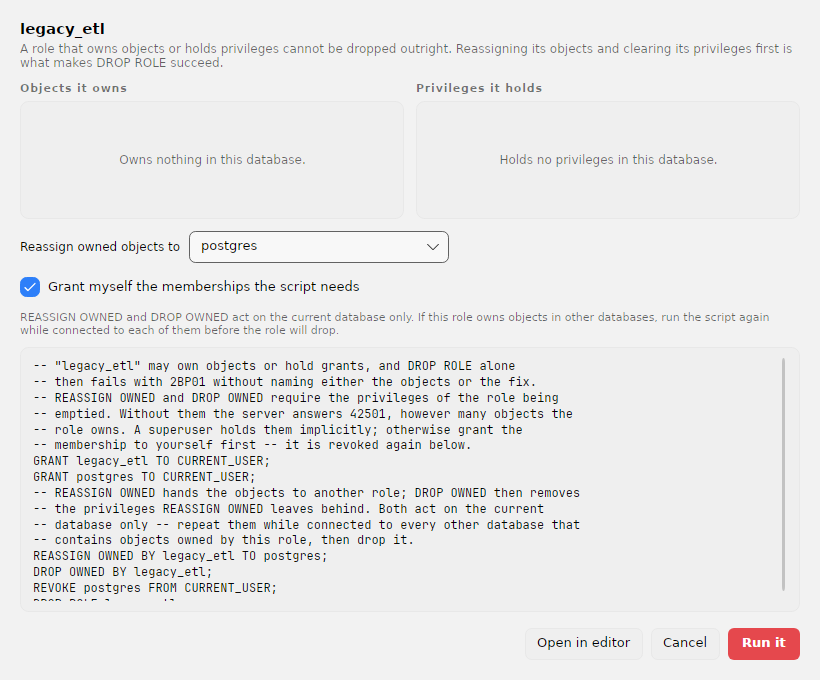 legacy_etl
A role that owns objects or holds privileges cannot be dropped outright. Reassigning its objects and clearing its privileges first is
what makes DROP ROLE succeed.
Objects it owns
Privileges it holds
Owns nothing in this database.
Holds no privileges in this database.
Reassign owned objects to
postgres
Grant myself the memberships the script needs
REASSIGN OWNED and DROP OWNED act on the current database only. If this role owns objects in other databases, run the script again
while connected to each of them before the role will drop.
-- "legacy_etl" may own objects or hold grants, and DROP ROLE alone
-- then fails with 2BP01 without naming either the objects or the fix.
-- REASSIGN OWNED and DROP OWNED require the privileges of the role being
-- emptied. Without them the server answers 42501, however many objects the
-- role owns. A superuser holds them implicitly; otherwise grant the
-- membership to yourself first -- it is revoked again below.
GRANT legacy_etl TO CURRENT_USER;
GRANT postgres TO CURRENT_USER;
-- REASSIGN OWNED hands the objects to another role; DROP OWNED then removes
-- the privileges REASSIGN OWNED leaves behind. Both act on the current
-- database only -- repeat them while connected to every other database that
-- contains objects owned by this role, then drop it.
REASSIGN OWNED BY legacy_etl TO postgres;
DROP OWNED BY legacy_etl;
REVOKE postgres FROM CURRENT_USER;
Open in editor
Cancel
Run it